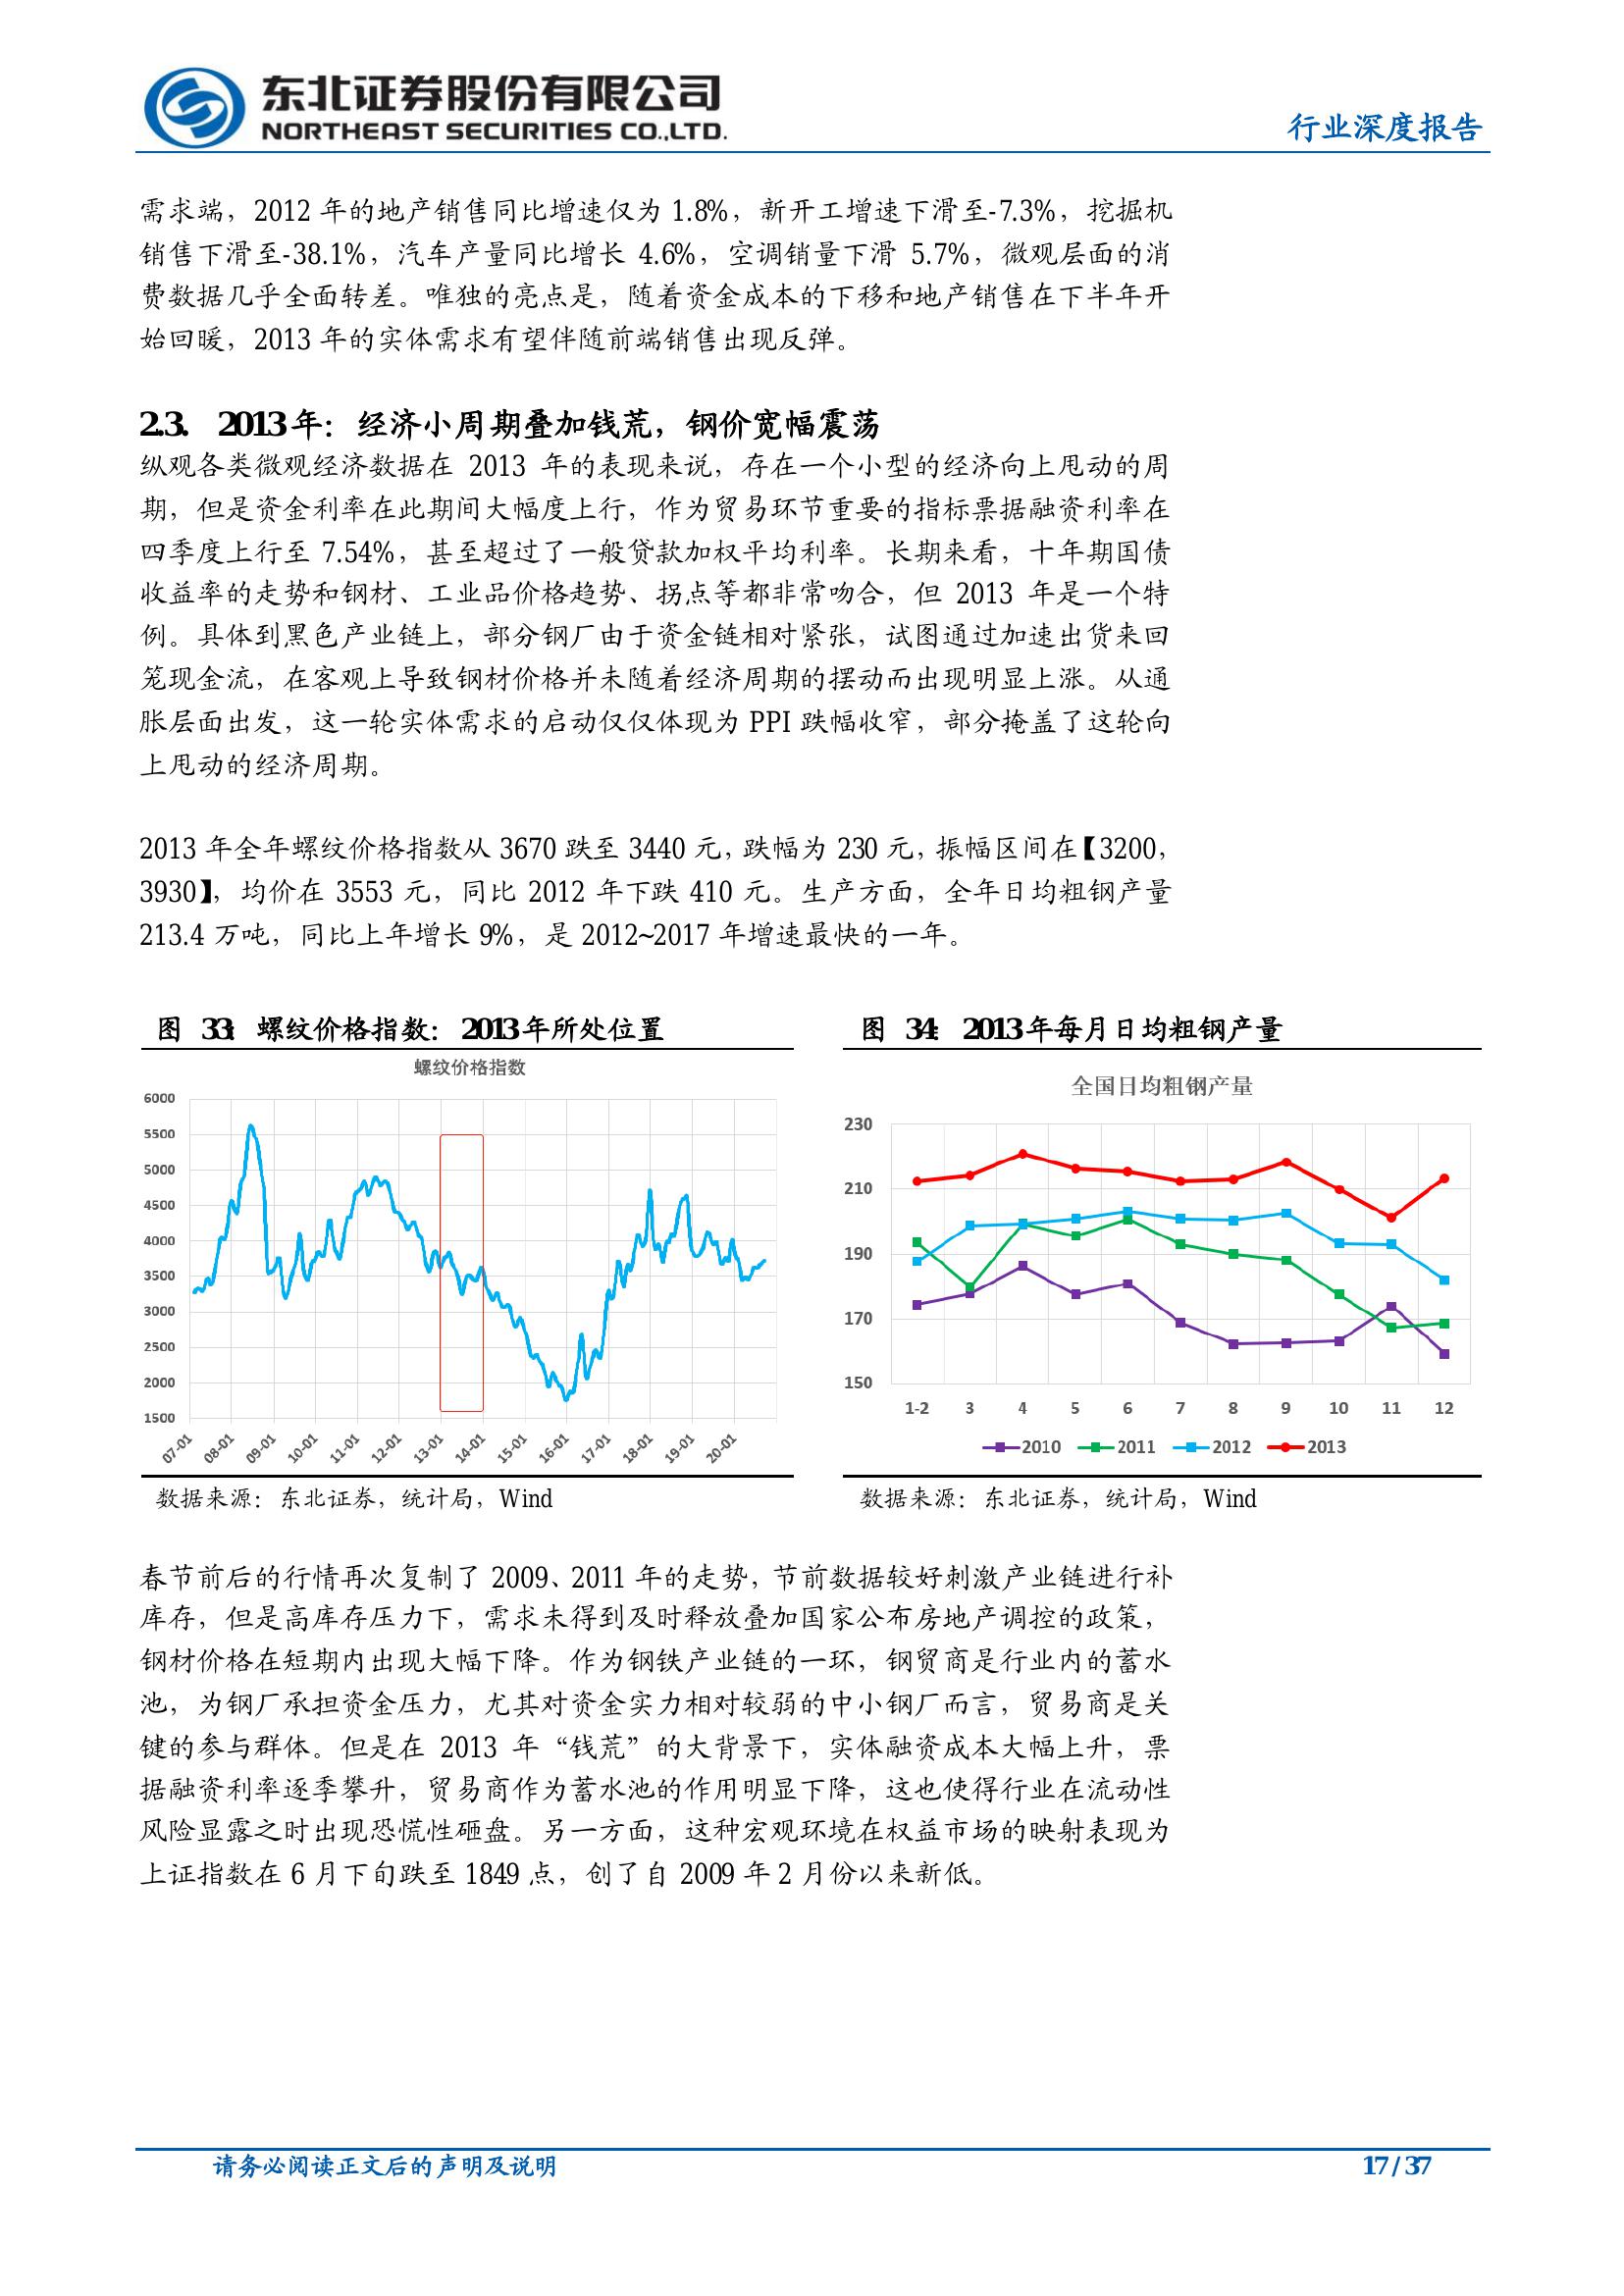 东北证券股份有限公司
NORTHEAST SECURITIES CO.,LTD.
行业深度报告
需求端，2012 年的地产销售同比增速仅为 1.8%，新开工增速下滑至-7.3%，挖掘机
销售下滑至-38.1%，汽车产量同比增长 4.6%，空调销量下滑 5.7%，微观层面的消
费数据几乎全面转差。唯独的亮点是，随着资金成本的下移和地产销售在下半年开
始回暖，2013 年的实体需求有望伴随前端销售出现反弹。
2.3. 2013 年：经济小周期叠加钱荒，钢价宽幅震荡
纵观各类微观经济数据在 2013 年的表现来说，存在一个小型的经济向上甩动的周
期，但是资金利率在此期间大幅度上行，作为贸易环节重要的指标票据融资利率在
四季度上行至 7.54%，甚至超过了一般贷款加权平均利率。长期来看，十年期国债
收益率的走势和钢材、工业品价格趋势、拐点等都非常吻合，但 2013 年是一个特
例。具体到黑色产业链上，部分钢厂由于资金链相对紧张，试图通过加速出货来回
笼现金流，在客观上导致钢材价格并未随着经济周期的摆动而出现明显上涨。从通
胀层面出发，这一轮实体需求的启动仅仅体现为 PPI 跌幅收窄，部分掩盖了这轮向
上甩动的经济周期。
2013 年全年螺纹价格指数从 3670 跌至 3440 元，跌幅为 230 元，振幅区间在【3200，
3930】，均价在 3553 元，同比 2012 年下跌 410 元。生产方面，全年日均粗钢产量
213.4 万吨，同比上年增长 9%，是 2012~2017 年增速最快的一年。
图 33：螺纹价格指数：2013 年所处位置
螺纹价格指数
6000
5500
5000
4500
4000
3500
3000
2500
2000
1500
07-01 08-01 09-01 10-01 11-01 12-01 13-01 14-01 15-01 16-01 17-01 18-01 19-01 20-01
数据来源：东北证券，统计局，Wind
图 34：2013 年每月日均粗钢产量
全国日均粗钢产量
230
210
190
170
150
1-2 3 4 5 6 7 8 9 10 11 12
2010 2011 2012 2013
数据来源：东北证券，统计局，Wind
春节前后的行情再次复制了 2009、2011 年的走势，节前数据较好刺激产业链进行补
库存，但是高库存压力下，需求未得到及时释放叠加国家公布房地产调控的政策，
钢材价格在短期内出现大幅下降。作为钢铁产业链的一环，钢贸商是行业内的蓄水
池，为钢厂承担资金压力，尤其对资金实力相对较弱的中小钢厂而言，贸易商是关
键的参与群体。但是在 2013 年“钱荒”的大背景下，实体融资成本大幅上升，票
据融资利率逐季攀升，贸易商作为蓄水池的作用明显下降，这也使得行业在流动性
风险显露之时出现恐慌性砸盘。另一方面，这种宏观环境在权益市场的映射表现为
上证指数在 6 月下旬跌至 1849 点，创了自 2009 年 2 月份以来新低。
请务必阅读正文后的声明及说明
17 / 37